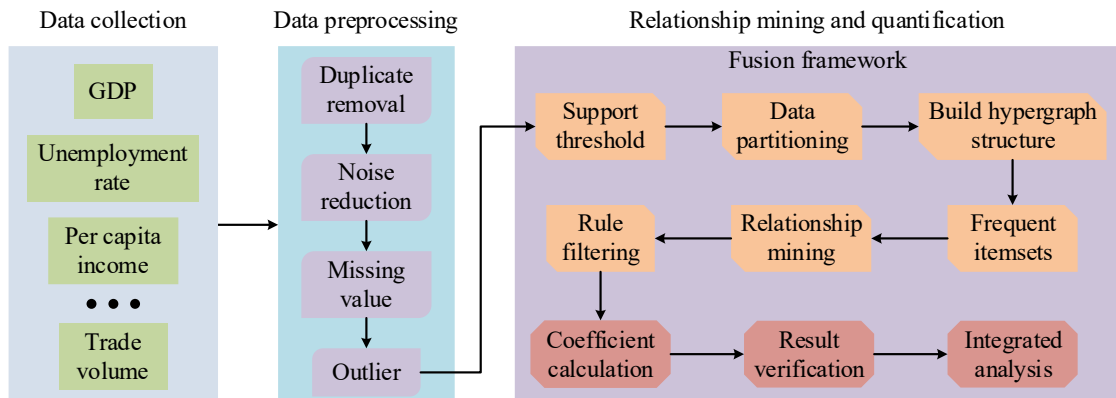 Data collection
GDP
Unemployment
rate
Per capita
income
Trade
volume
Data preprocessing
Duplicate
removal
Noise
reduction
Missing
value
Outlier
Relationship mining and quantification
Fusion framework
Support
threshold
Data
partitioning
Build hypergraph
structure
Frequent
itemsets
Relationship
mining
Rule
filtering
Coefficient
calculation
Result
verification
Integrated
analysis